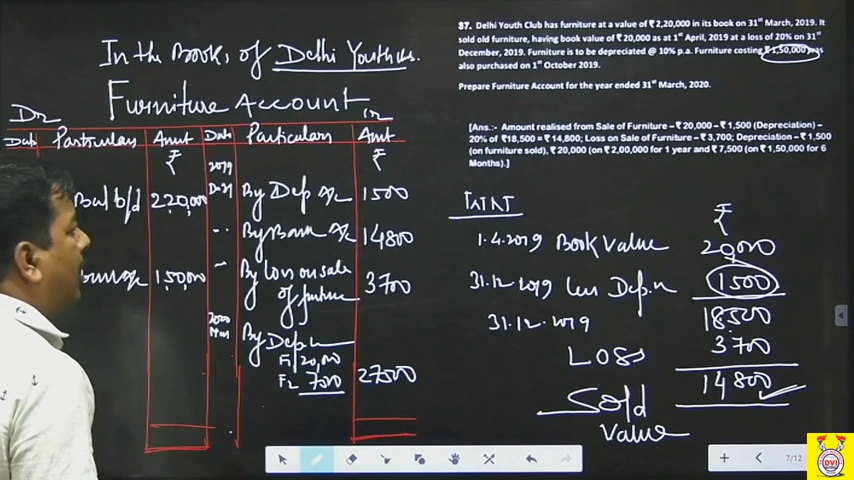 37. Delhi Youth Club has furniture at a value of ₹ 2,20,000 in its book on 31st March, 2019. It
sold old furniture, having book value of ₹ 20,000 as at 1st April, 2019 at a loss of 20% on 31st
December, 2019. Furniture is to be depreciated @ 10% p.a. Furniture costing ₹ 1,50,000 was
also purchased on 1st October 2019.
Prepare Furniture Account for the year ended 31st March, 2020.
[Ans.:- Amount realised from Sale of Furniture – ₹ 20,000 – ₹ 1,500 (Depreciation) –
20% of ₹18,500 = ₹ 14,800; Loss on Sale of Furniture – ₹ 3,700; Depreciation – ₹ 1,500
(on furniture sold), ₹ 20,000 (on ₹ 2,00,000 for 1 year and ₹ 7,500 (on ₹ 1,50,000 for 6
Months).]
In the Books of Delhi Youth
Furniture Account
Dr
Cr
Date Particulars Amt Date Particulars Amt
₹ 2019 ₹
Bal b/d 2,20,000 D-31 By Dep a/c 1500
" By Bank a/c 14800
1,50,000 " By Loss on sale 3700
of
2000 By Depn
F1 20,000
F2 7000 27000
₹
1.4.2019 Book Value 20,000
31.12.2019 Less Dep.n 1500
31.12.2019 18500
Loss 3700
Sold 14800
Value
7/12
DVI